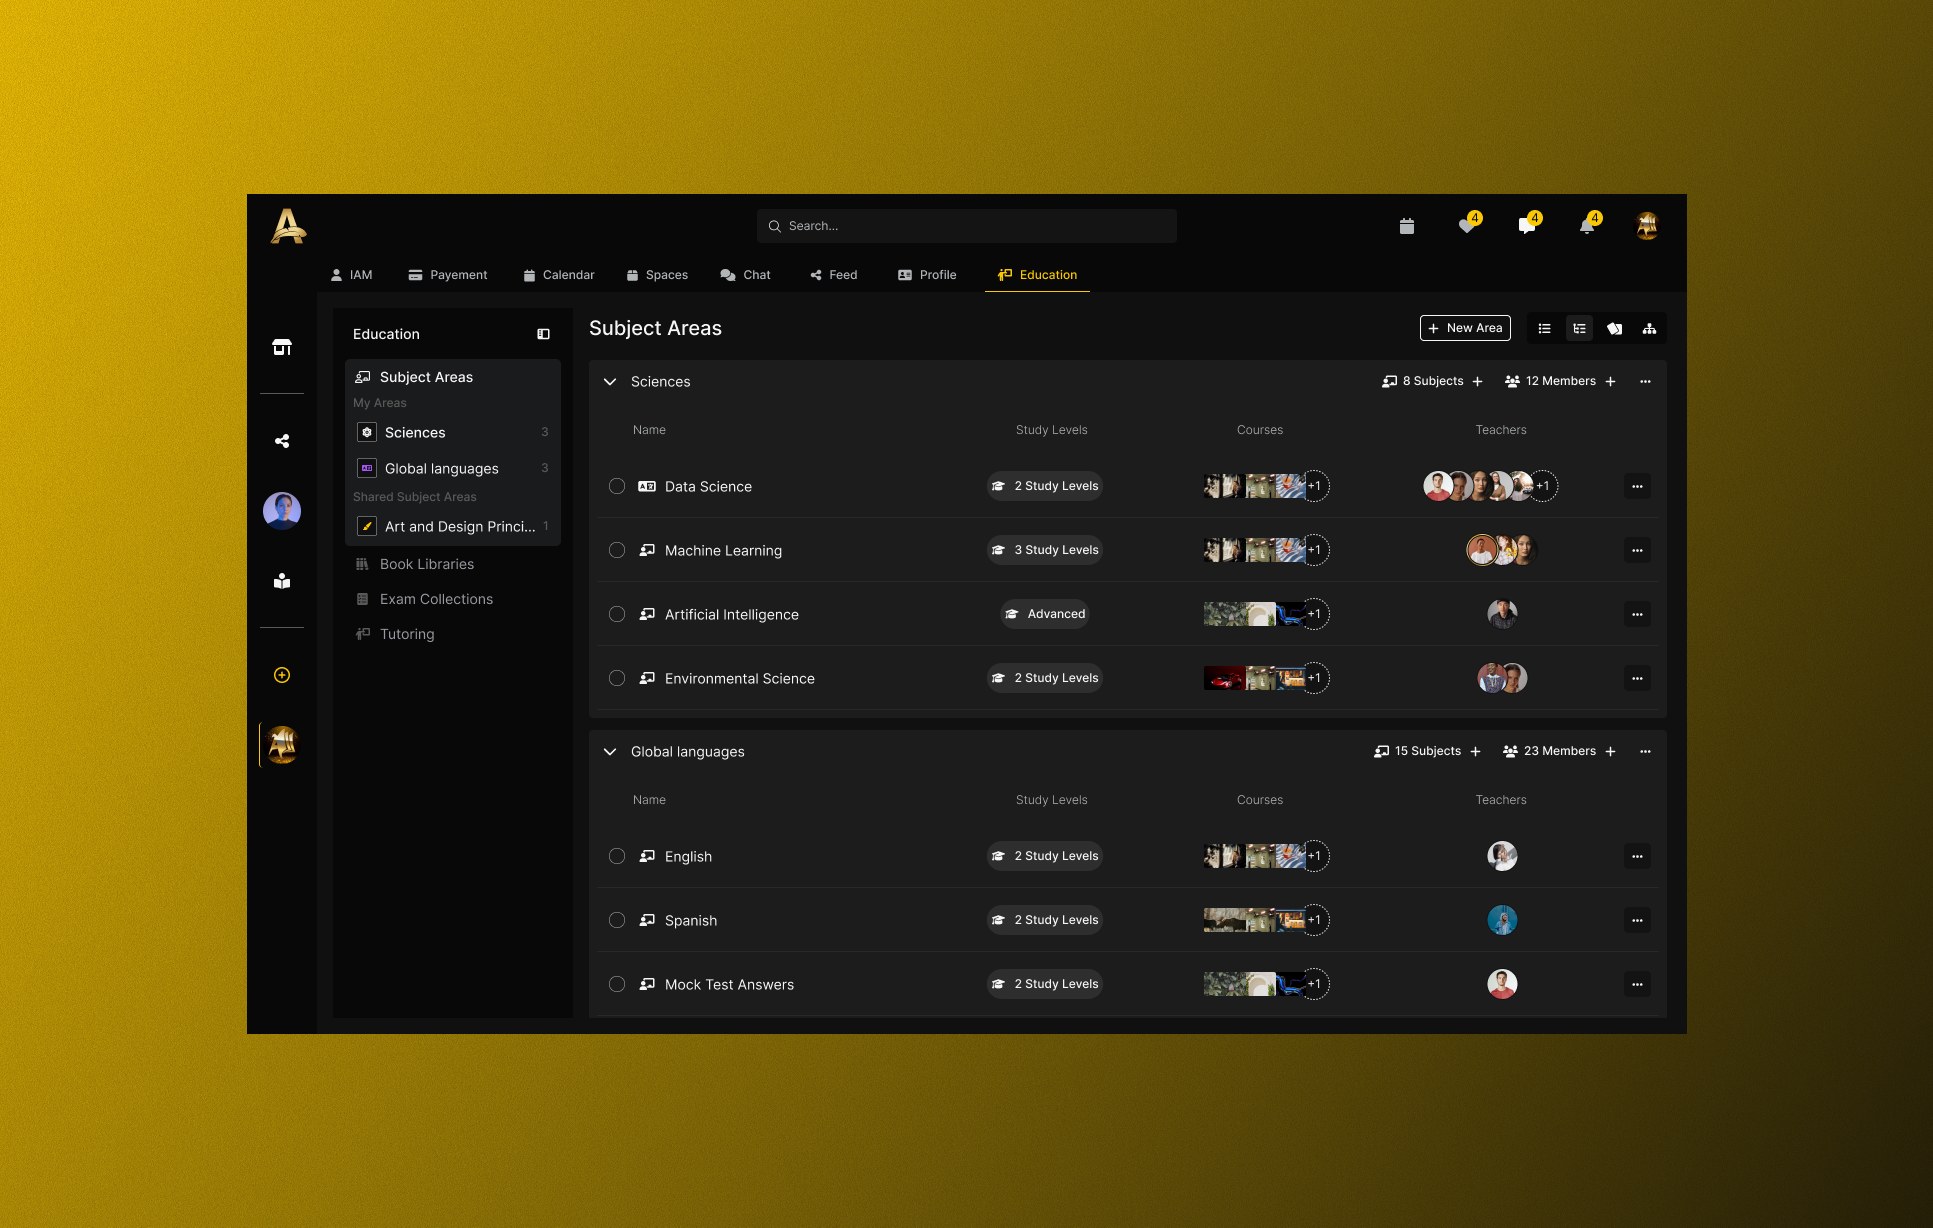 Search...
4
4
4
IAM
Payement
Calendar
Spaces
Chat
Feed
Profile
Education
Education
Subject Areas
My Areas
Sciences 3
Global languages 3
Shared Subject Areas
Art and Design Princi... 1
Book Libraries
Exam Collections
Tutoring
Subject Areas
New Area
Sciences
8 Subjects
12 Members
Name Study Levels Courses Teachers
Data Science 2 Study Levels +1 +1
Machine Learning 3 Study Levels +1
Artificial Intelligence Advanced +1
Environmental Science 2 Study Levels +1
Global languages
15 Subjects
23 Members
Name Study Levels Courses Teachers
English 2 Study Levels +1
Spanish 2 Study Levels +1
Mock Test Answers 2 Study Levels +1